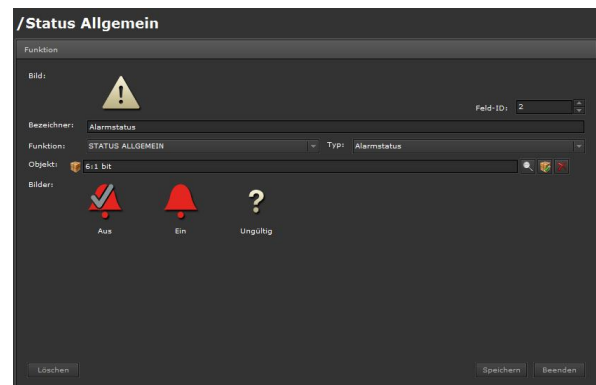 /Status Allgemein
Funktion
Bild:
Feld-ID: 2
Bezeichner: Alarmstatus
Funktion: STATUS ALLGEMEIN Typ: Alarmstatus
Objekt: 6:1 bit
Bilder:
Aus Ein Ungültig
Löschen Speichern Beenden